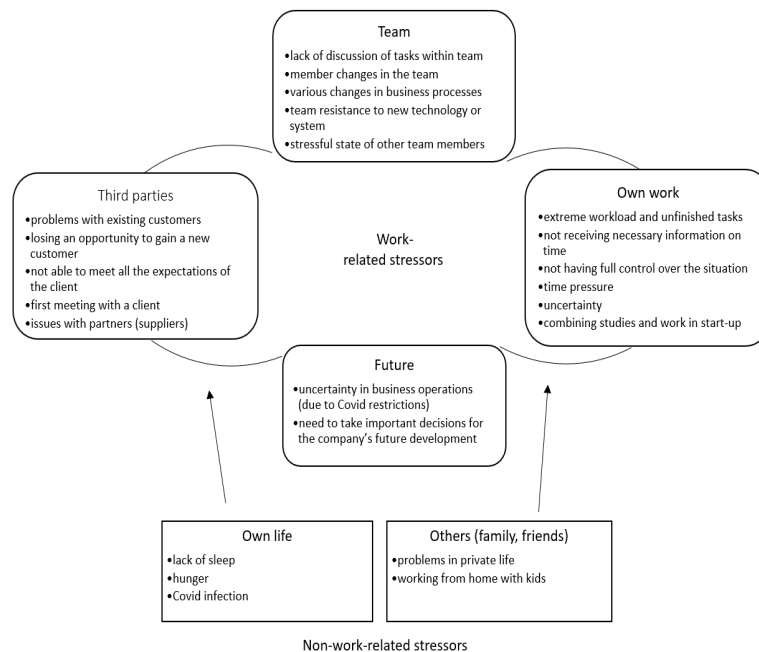 Team
•lack of discussion of tasks within team
•member changes in the team
•various changes in business processes
•team resistance to new technology or
system
•stressful state of other team members
Third parties
•problems with existing customers
•losing an opportunity to gain a new
customer
•not able to meet all the expectations of
the client
•first meeting with a client
•issues with partners (suppliers)
Work-
related stressors
Own work
•extreme workload and unfinished tasks
•not receiving necessary information on
time
•not having full control over the situation
•time pressure
•uncertainty
•combining studies and work in start-up
Future
•uncertainty in business operations
(due to Covid restrictions)
•need to take important decisions for
the company's future development
Own life
•lack of sleep
•hunger
•Covid infection
Others (family, friends)
•problems in private life
•working from home with kids
Non-work-related stressors